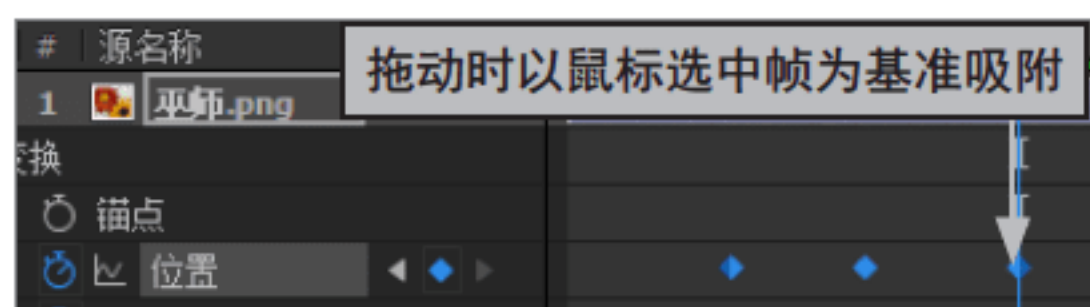 # 源名称
拖动时以鼠标选中帧为基准吸附
1 巫师.png
变换
锚点
位置